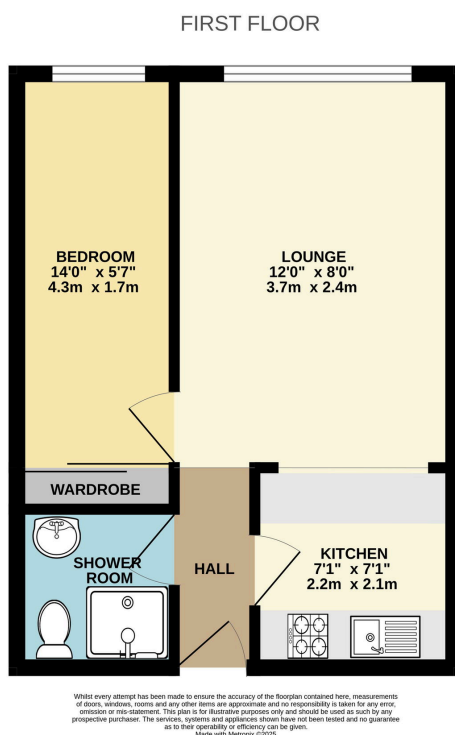 FIRST FLOOR
BEDROOM
14'0" x 5'7"
4.3m x 1.7m
LOUNGE
12'0" x 8'0"
3.7m x 2.4m
WARDROBE
SHOWER
ROOM
HALL
KITCHEN
7'1" x 7'1"
2.2m x 2.1m
Whilst every attempt has been made to ensure the accuracy of the floorplan contained here, measurements
of doors, windows, rooms and any other items are approximate and no responsibility is taken for any error,
omission or mis-statement. This plan is for illustrative purposes only and should be used as such by any
prospective purchaser. The services, systems and appliances shown have not been tested and no guarantee
as to their operability or efficiency can be given.
Made with Metropix ©2025